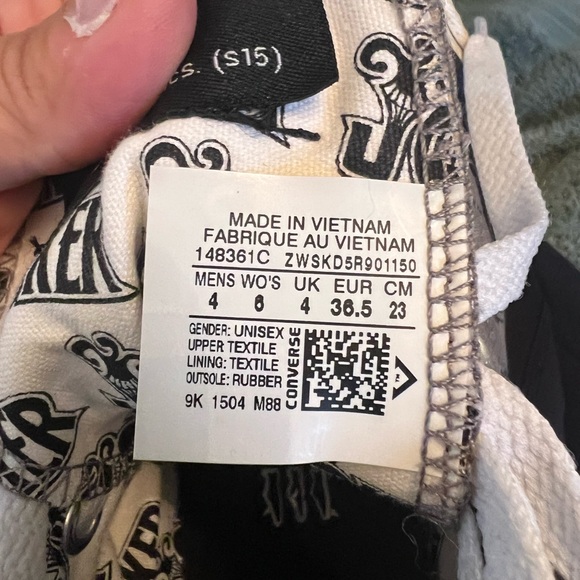 cs. (s15)
MADE IN VIETNAM
FABRIQUE AU VIETNAM
148361C ZWSKD5R901150
MENS WO'S UK EUR CM
4 6 4 36.5 23
GENDER: UNISEX
UPPER TEXTILE
LINING: TEXTILE
OUTSOLE: RUBBER
CONVERSE
9K 1504 M88